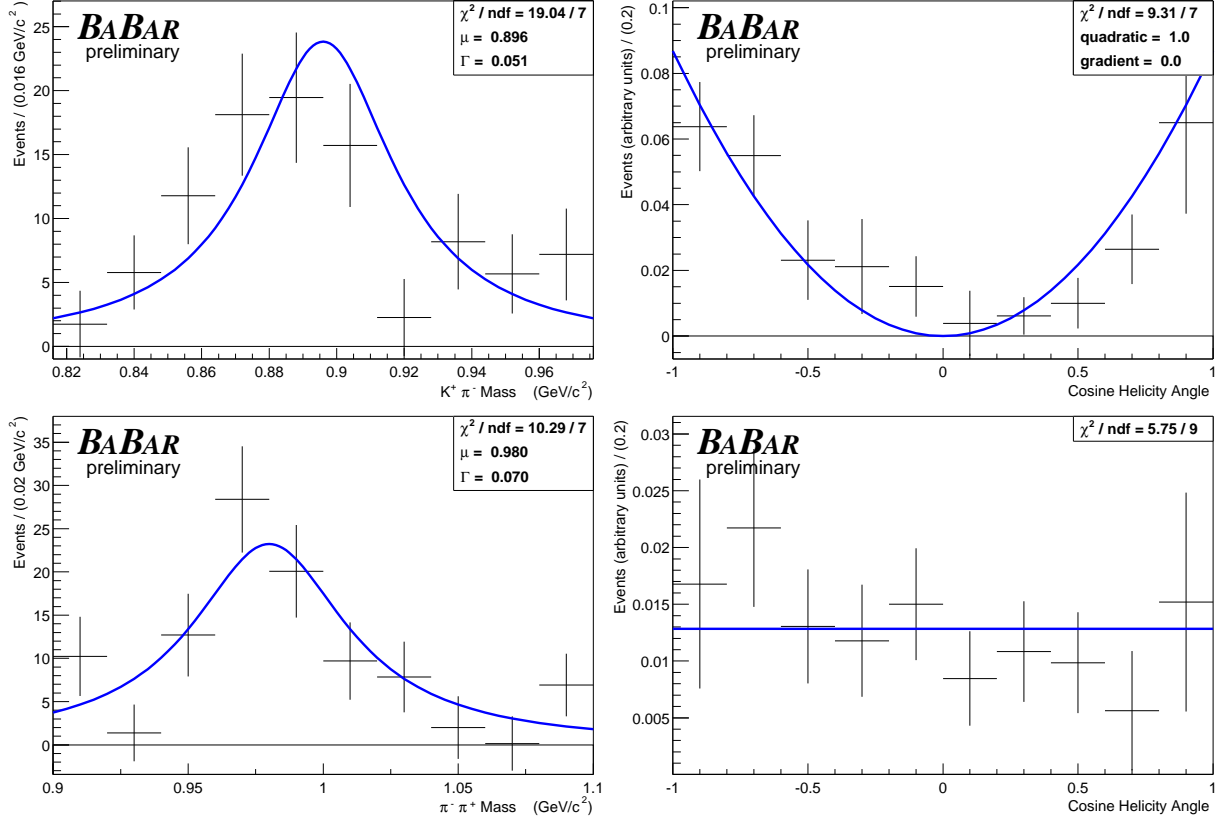 BABAR
preliminary
χ² / ndf = 19.04 / 7
μ = 0.896
Γ = 0.051
Events / (0.016 GeV/c²)
0
5
10
15
20
25
0.82 0.84 0.86 0.88 0.9 0.92 0.94 0.96
K⁺ π⁻ Mass (GeV/c²)
BABAR
preliminary
χ² / ndf = 9.31 / 7
quadratic = 1.0
gradient = 0.0
Events (arbitrary units) / (0.2)
0
0.02
0.04
0.06
0.08
0.1
-1 -0.5 0 0.5 1
Cosine Helicity Angle
BABAR
preliminary
χ² / ndf = 10.29 / 7
μ = 0.980
Γ = 0.070
Events / (0.02 GeV/c²)
0
5
10
15
20
25
30
35
0.9 0.95 1 1.05 1.1
π⁻ π⁺ Mass (GeV/c²)
BABAR
preliminary
χ² / ndf = 5.75 / 9
Events (arbitrary units) / (0.2)
0.005
0.01
0.015
0.02
0.025
0.03
-1 -0.5 0 0.5 1
Cosine Helicity Angle